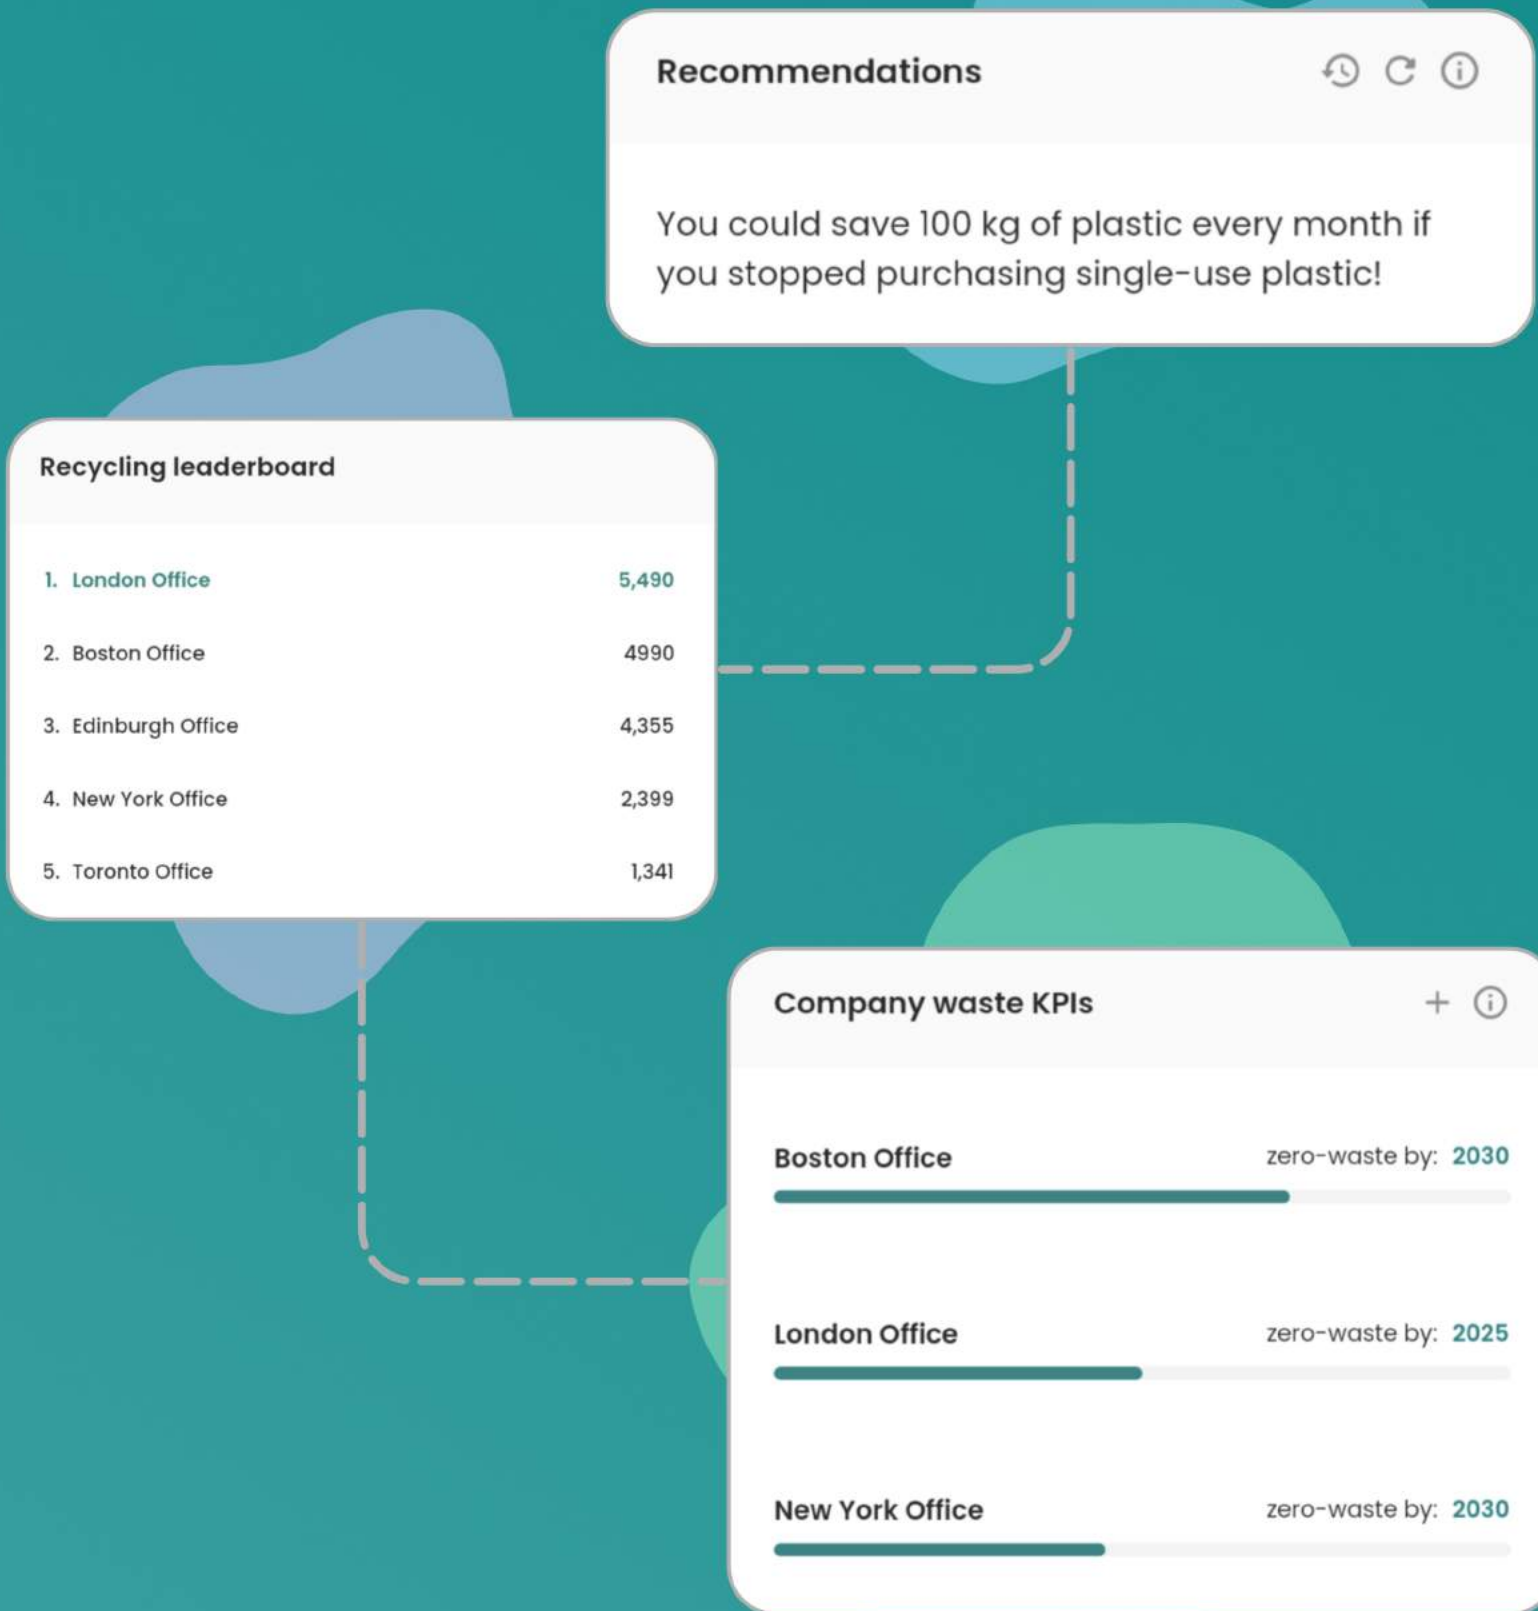 Recommendations
You could save 100 kg of plastic every month if
you stopped purchasing single-use plastic!
Recycling leaderboard
1. London Office 5,490
2. Boston Office 4990
3. Edinburgh Office 4,355
4. New York Office 2,399
5. Toronto Office 1,341
Company waste KPIs
Boston Office zero-waste by: 2030
London Office zero-waste by: 2025
New York Office zero-waste by: 2030